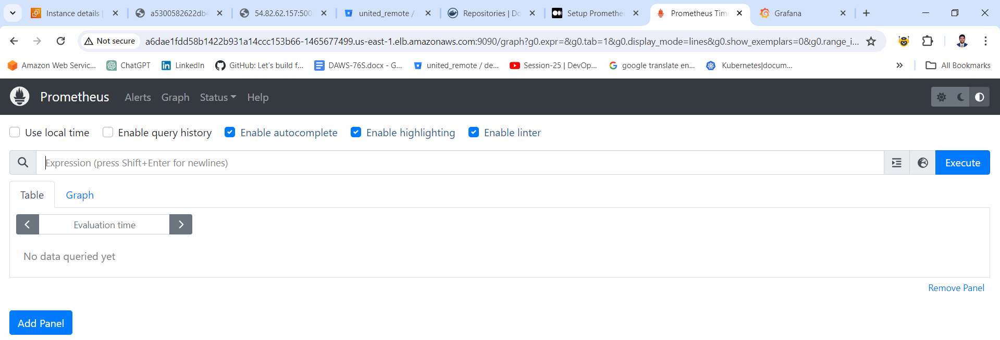 Instance details
a5300582622db4
54.82.62.157:500
united_remote /
Repositories | Do
Setup Prometheu
Prometheus Tim
Grafana
Not secure
a6dae1fdd58b1422b931a14ccc153b66-1465677499.us-east-1.elb.amazonaws.com:9090/graph?g0.expr=&g0.tab=1&g0.display_mode=lines&g0.show_exemplars=0&g0.range_i...
Amazon Web Servic...
ChatGPT
LinkedIn
GitHub: Let's build f...
DAWS-76S.docx - G...
united_remote / de...
Session-25 | DevOp...
google translate en...
Kubernetes|docum...
All Bookmarks
Prometheus
Alerts
Graph
Status
Help
Use local time
Enable query history
Enable autocomplete
Enable highlighting
Enable linter
Expression (press Shift+Enter for newlines)
Execute
Table
Graph
Evaluation time
No data queried yet
Remove Panel
Add Panel